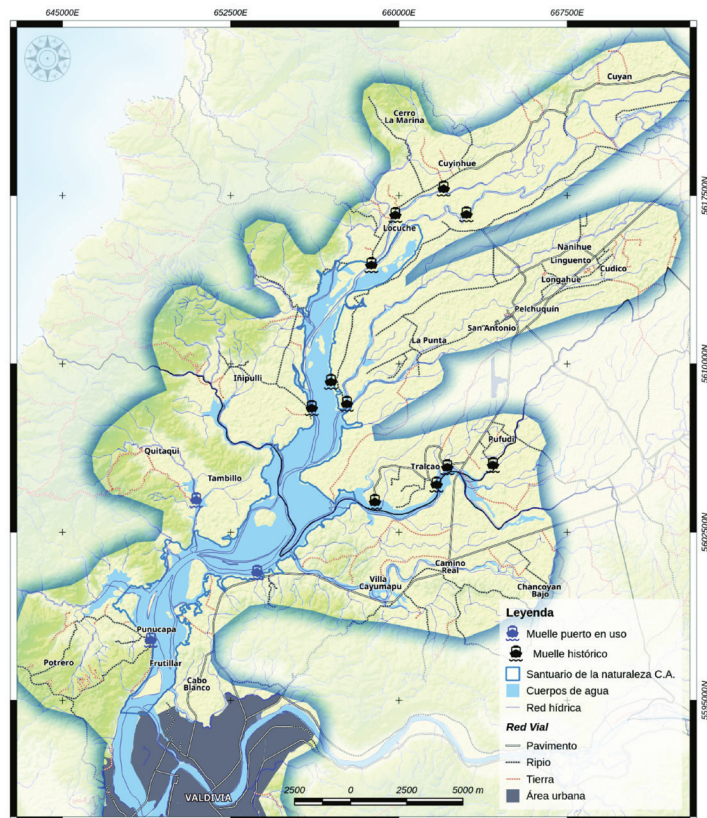 645000E
652500E
660000E
667500E
Cuyan
Cerro
La Marina
Cuyinhue
5617500N
Locuche
Nanihue
Linguento
Cudico
Longahue
Pelchuquin
San Antonio
La Punta
5610000N
Iñipulli
Pufudi
Quitaqui
Tralcao
Tambillo
5602500N
Camino
Real
Villa
Cayumapu
Chancoyan
Bajo
Punucapa
Potrero
Frutillar
Cabo
Blanco
5595000N
VALDIVIA
Leyenda
Muelle puerto en uso
Muelle histórico
Santuario de la naturaleza C.A.
Cuerpos de agua
Red hídrica
Red Vial
Pavimento
Ripio
Tierra
Área urbana
2500 0 2500 5000 m